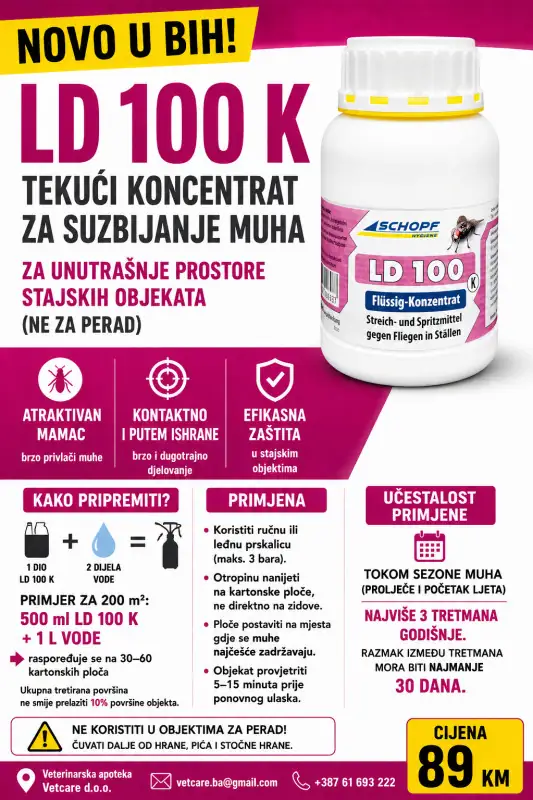 NOVO U BIH!
LD 100 K
TEKUĆI KONCENTRAT
ZA SUZBIJANJE MUHA
ZA UNUTRAŠNJE PROSTORE
STAJSKIH OBJEKATA
(NE ZA PERAD)
SCHOPF
HYGIENE
LD 100
K
Flüssig-Konzentrat
Streich- und Spritzmittel
gegen Fliegen in Ställen
ATRAKTIVAN
MAMAC
brzo privlači muhe
KONTAKTNO
I PUTEM ISHRANE
brzo i dugotrajno
djelovanje
EFIKASNA
ZAŠTITA
u stajskim
objektima
KAKO PRIPREMITI?
+
=
1 DIO
LD 100 K
2 DIJELA
VODE
PRIMJER ZA 200 m²:
500 ml LD 100 K
+ 1 L VODE
raspoređuje se na 30–60
kartonskih ploča
Ukupna tretirana površina
ne smije prelaziti 10% površine objekta.
PRIMJENA
• Koristiti ručnu ili
leđnu prskalicu
(maks. 3 bara).
• Otropinu nanijeti
na kartonske ploče,
ne direktno na zidove.
• Ploče postaviti na mjesta
gdje se muhe
najčešće zadržavaju.
• Objekat provjetriti
5–15 minuta prije
ponovnog ulaska.
UČESTALOST
PRIMJENE
TOKOM SEZONE MUHA
(PROLJEĆE I POČETAK LJETA)
NAJVIŠE 3 TRETMANA
GODIŠNJE.
RAZMAK IZMEĐU TRETMANA
MORA BITI NAJMANJE
30 DANA.
NE KORISTITI U OBJEKTIMA ZA PERAD!
ČUVATI DALJE OD HRANE, PIĆA I STOČNE HRANE.
CIJENA
89 KM
Veterinarska apoteka
Vetcare d.o.o.
vetcare.ba@gmail.com
+387 61 693 222